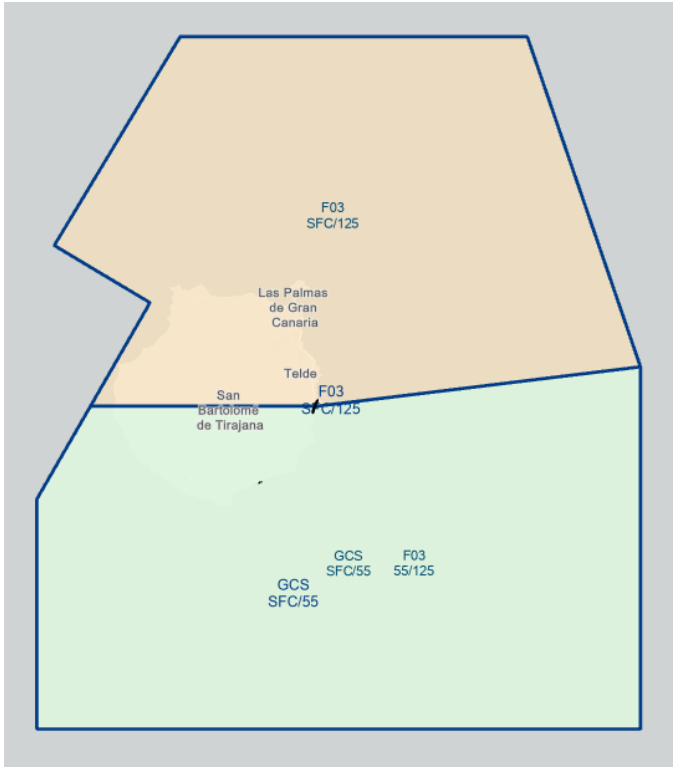 F03
SFC/125
Las Palmas
de Gran
Canaria
Telde
F03
SFC/125
San
Bartolome
de Tirajana
GCS
SFC/55
F03
55/125
GCS
SFC/55